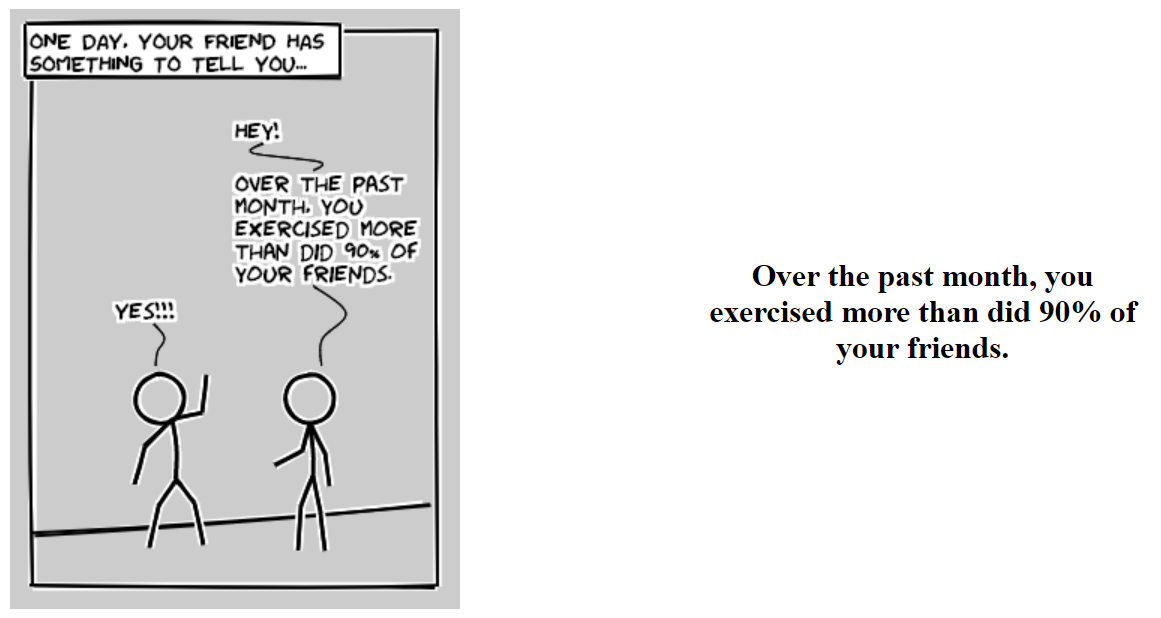 ONE DAY, YOUR FRIEND HAS
SOMETHING TO TELL YOU...
HEY!
OVER THE PAST
MONTH, YOU
EXERCISED MORE
THAN DID 90% OF
YOUR FRIENDS.
YES!!!
Over the past month, you
exercised more than did 90% of
your friends.